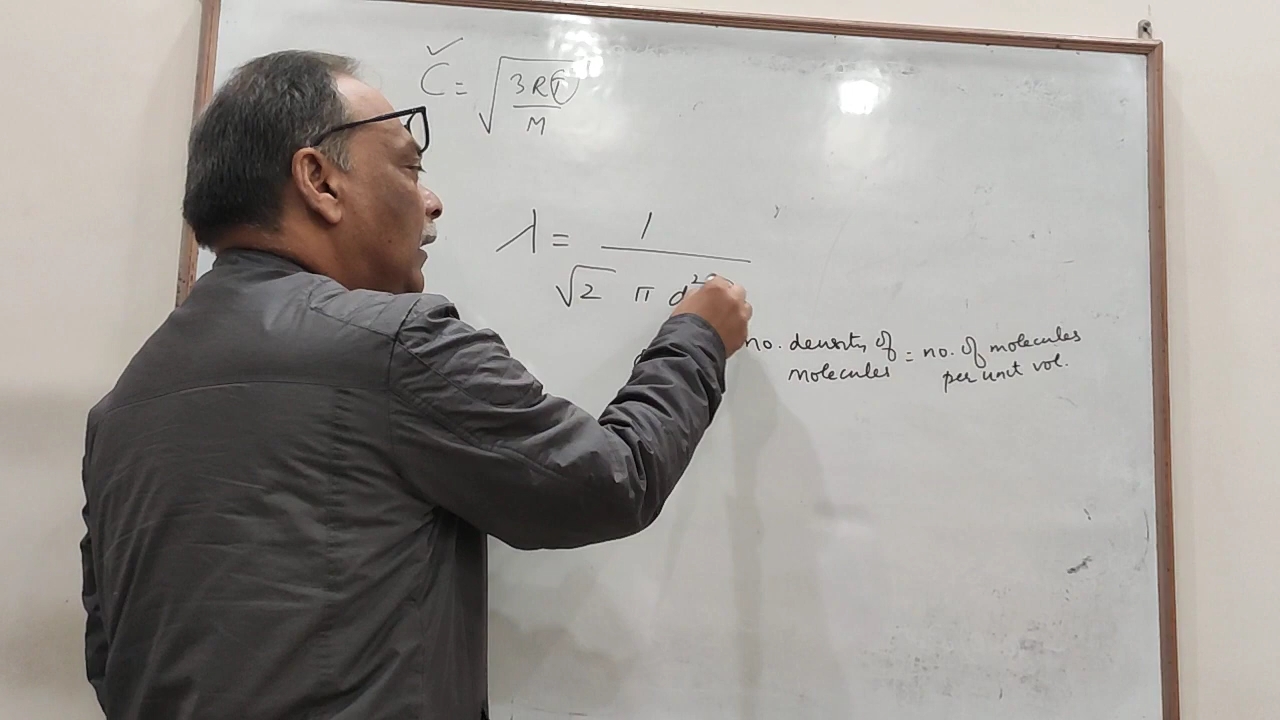 C = √3RT/M
λ = 1/√2 π d²
no. density of molecules = no. of molecules per unit vol.